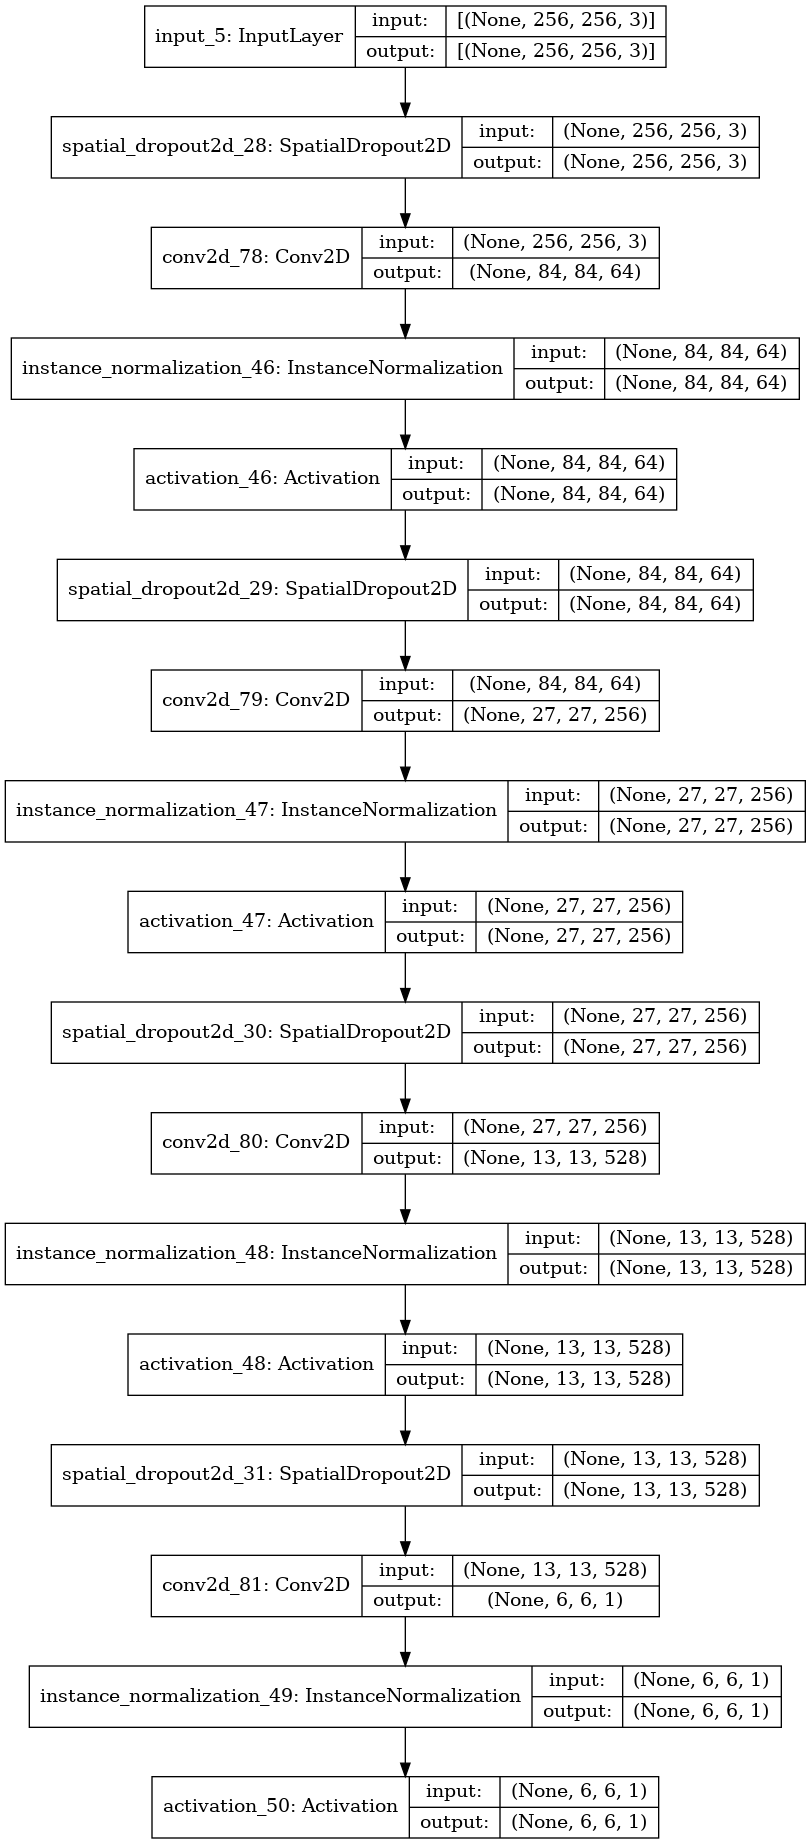 input_5: InputLayer
input:
[(None, 256, 256, 3)]
output:
[(None, 256, 256, 3)]
spatial_dropout2d_28: SpatialDropout2D
input:
(None, 256, 256, 3)
output:
(None, 256, 256, 3)
conv2d_78: Conv2D
input:
(None, 256, 256, 3)
output:
(None, 84, 84, 64)
instance_normalization_46: InstanceNormalization
input:
(None, 84, 84, 64)
output:
(None, 84, 84, 64)
activation_46: Activation
input:
(None, 84, 84, 64)
output:
(None, 84, 84, 64)
spatial_dropout2d_29: SpatialDropout2D
input:
(None, 84, 84, 64)
output:
(None, 84, 84, 64)
conv2d_79: Conv2D
input:
(None, 84, 84, 64)
output:
(None, 27, 27, 256)
instance_normalization_47: InstanceNormalization
input:
(None, 27, 27, 256)
output:
(None, 27, 27, 256)
activation_47: Activation
input:
(None, 27, 27, 256)
output:
(None, 27, 27, 256)
spatial_dropout2d_30: SpatialDropout2D
input:
(None, 27, 27, 256)
output:
(None, 27, 27, 256)
conv2d_80: Conv2D
input:
(None, 27, 27, 256)
output:
(None, 13, 13, 528)
instance_normalization_48: InstanceNormalization
input:
(None, 13, 13, 528)
output:
(None, 13, 13, 528)
activation_48: Activation
input:
(None, 13, 13, 528)
output:
(None, 13, 13, 528)
spatial_dropout2d_31: SpatialDropout2D
input:
(None, 13, 13, 528)
output:
(None, 13, 13, 528)
conv2d_81: Conv2D
input:
(None, 13, 13, 528)
output:
(None, 6, 6, 1)
instance_normalization_49: InstanceNormalization
input:
(None, 6, 6, 1)
output:
(None, 6, 6, 1)
activation_50: Activation
input:
(None, 6, 6, 1)
output:
(None, 6, 6, 1)